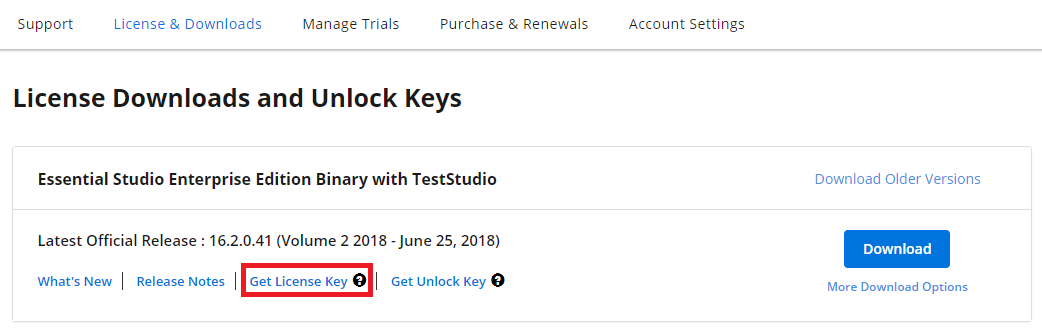 Support License & Downloads Manage Trials Purchase & Renewals Account Settings
License Downloads and Unlock Keys
Essential Studio Enterprise Edition Binary with TestStudio Download Older Versions
Latest Official Release : 16.2.0.41 (Volume 2 2018 - June 25, 2018) Download
What's New Release Notes Get License Key ? Get Unlock Key ? More Download Options